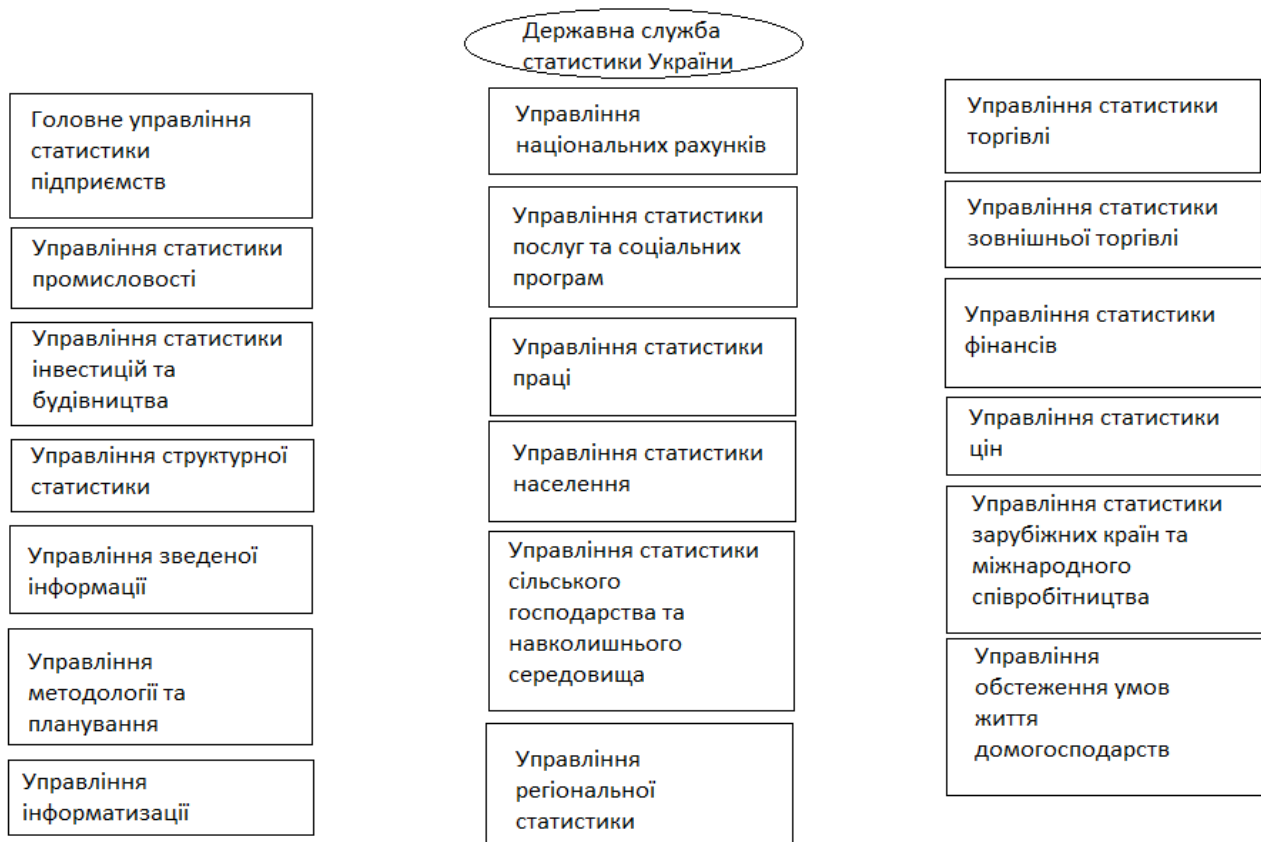 Державна служба
статистики України
Головне управління
статистики
підприємств
Управління статистики
промисловості
Управління статистики
інвестицій та
будівництва
Управління структурної
статистики
Управління зведеної
інформації
Управління
методології та
планування
Управління
інформатизації
Управління
національних рахунків
Управління статистики
послуг та соціальних
програм
Управління статистики
праці
Управління статистики
населення
Управління статистики
сільського
господарства та
навколишнього
середовища
Управління
регіональної
статистики
Управління статистики
торгівлі
Управління статистики
зовнішньої торгівлі
Управління статистики
фінансів
Управління статистики
цін
Управління статистики
зарубіжних країн та
міжнародного
співробітництва
Управління
обстеження умов
життя
домогосподарств